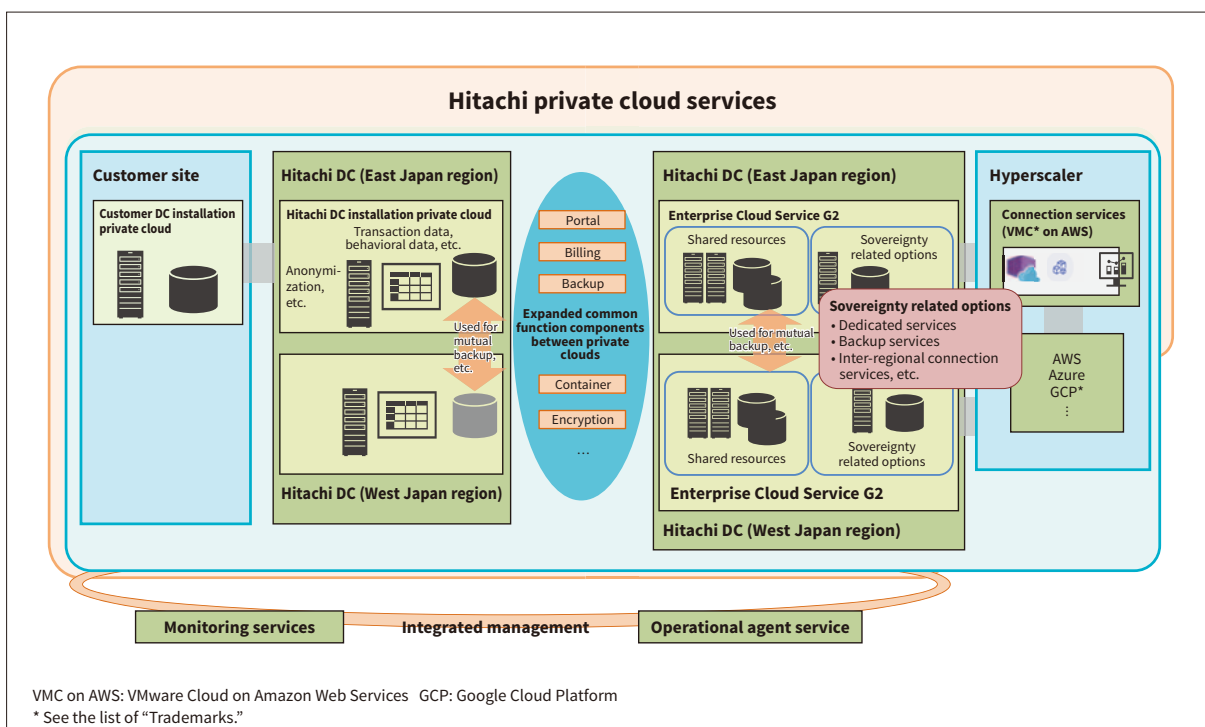 Hitachi private cloud services
Customer site
Customer DC installation
private cloud
Hitachi DC (East Japan region)
Hitachi DC installation private cloud
Transaction data,
behavioral data, etc.
Anonymi-
zation,
etc.
Used for
mutual
backup,
etc.
Hitachi DC (West Japan region)
Portal
Billing
Backup
Expanded common
function components
between private
clouds
Container
Encryption
...
Hitachi DC (East Japan region)
Enterprise Cloud Service G2
Shared resources
Sovereignty
related options
Used for mutual
backup, etc.
Sovereignty related options
• Dedicated services
• Backup services
• Inter-regional connection
services, etc.
Shared resources
Sovereignty
related options
Enterprise Cloud Service G2
Hitachi DC (West Japan region)
Hyperscaler
Connection services
(VMC* on AWS)
AWS
Azure
GCP*
⋮
Monitoring services
Integrated management
Operational agent service
VMC on AWS: VMware Cloud on Amazon Web Services GCP: Google Cloud Platform
* See the list of “Trademarks.”